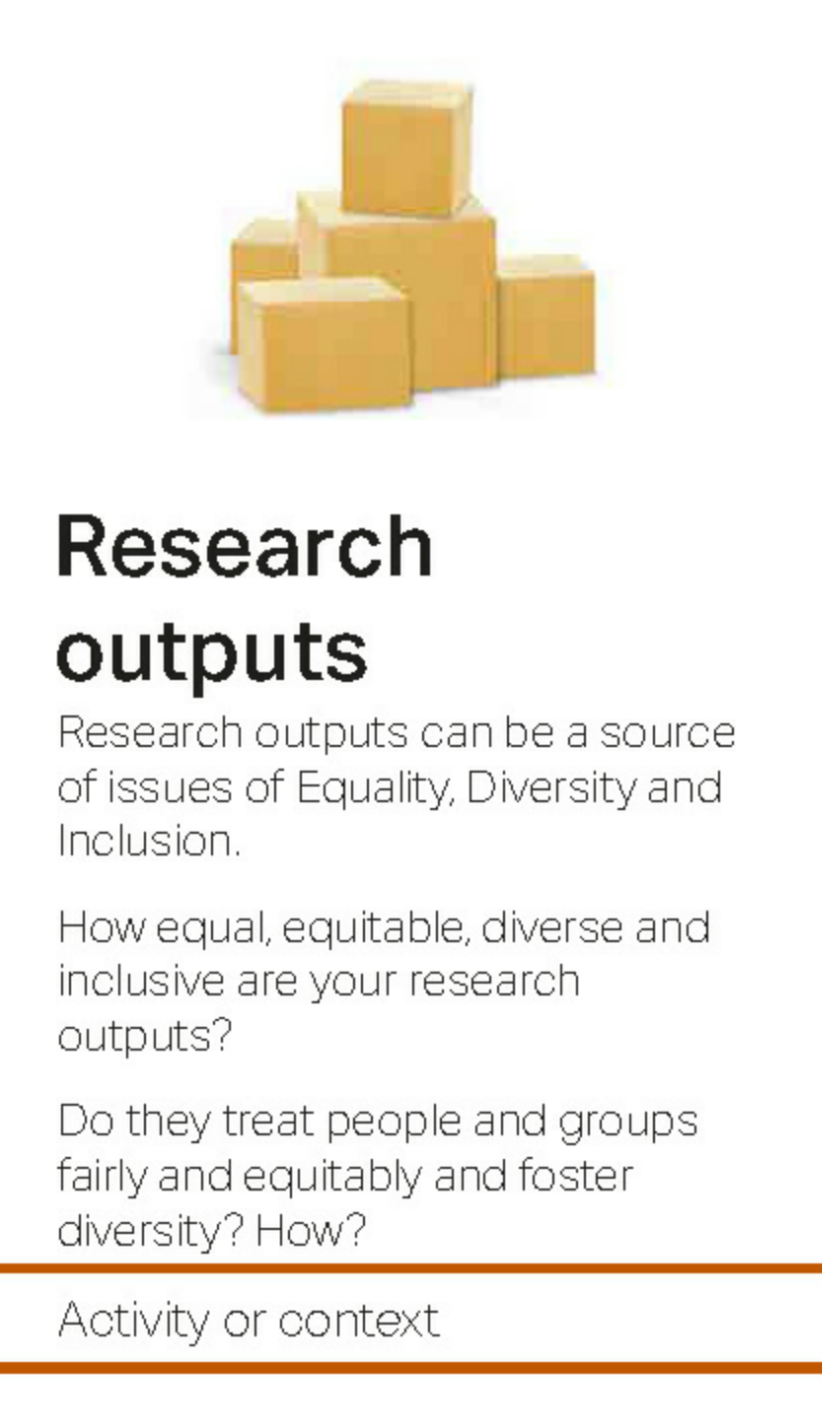 Research
outputs
Research outputs can be a source
of issues of Equality, Diversity and
Inclusion.
How equal, equitable, diverse and
inclusive are your research
outputs?
Do they treat people and groups
fairly and equitably and foster
diversity? How?
Activity or context